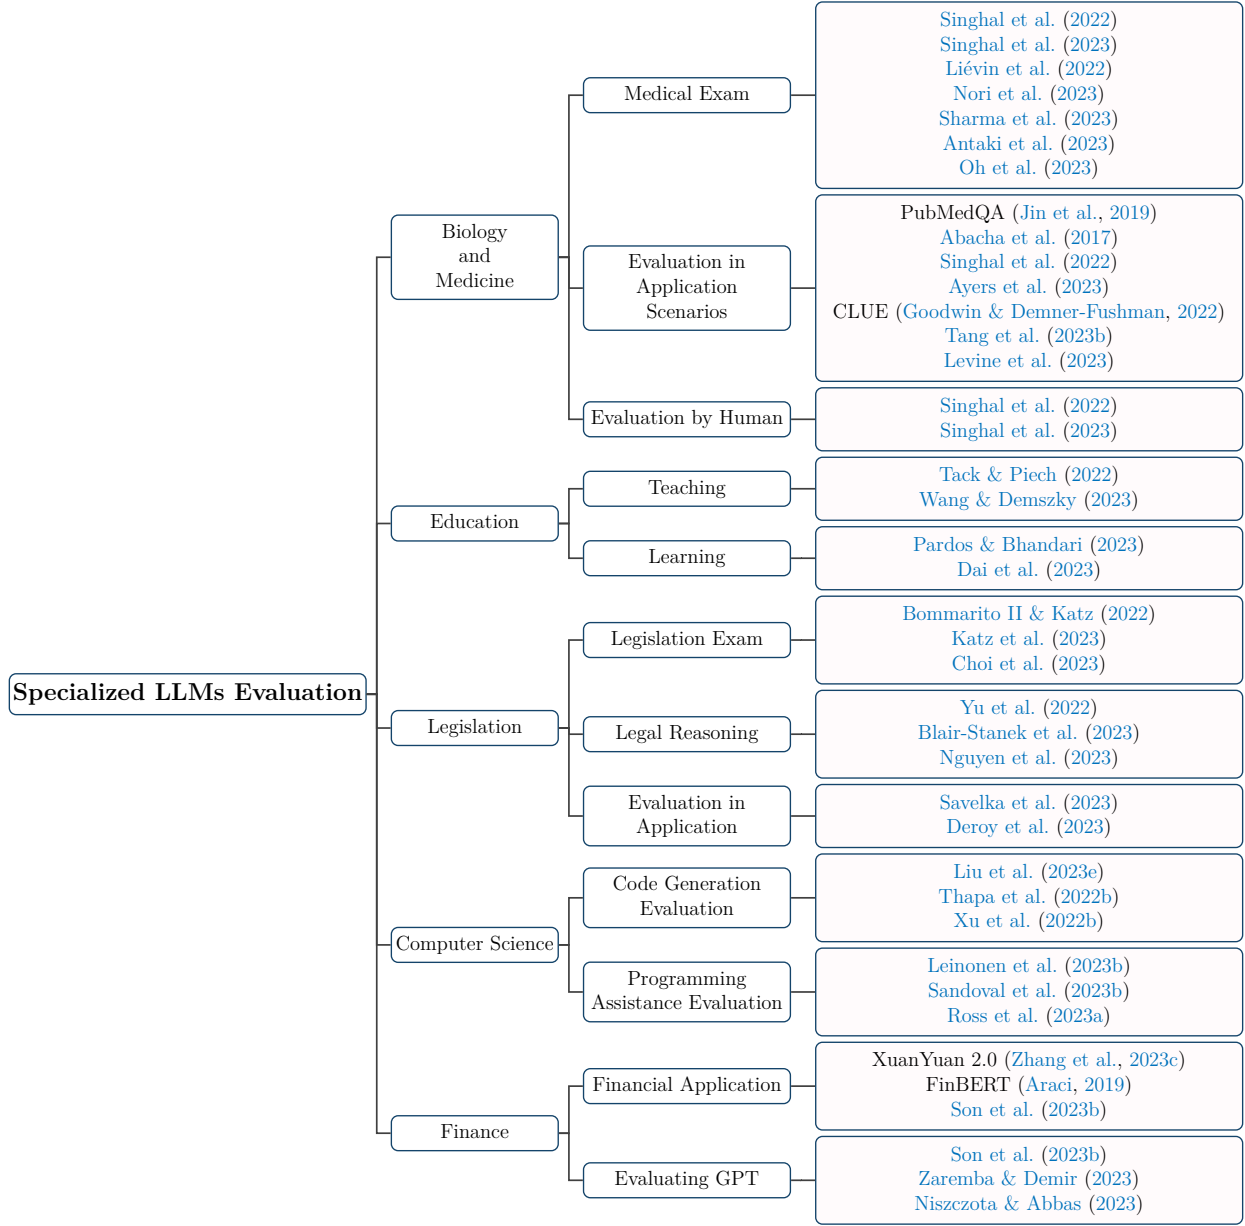 Specialized LLMs Evaluation
Biology
and
Medicine
Medical Exam
Singhal et al. (2022)
Singhal et al. (2023)
Liévin et al. (2022)
Nori et al. (2023)
Sharma et al. (2023)
Antaki et al. (2023)
Oh et al. (2023)
Evaluation in
Application
Scenarios
PubMedQA (Jin et al., 2019)
Abacha et al. (2017)
Singhal et al. (2022)
Ayers et al. (2023)
CLUE (Goodwin & Demner-Fushman, 2022)
Tang et al. (2023b)
Levine et al. (2023)
Evaluation by Human
Singhal et al. (2022)
Singhal et al. (2023)
Education
Teaching
Tack & Piech (2022)
Wang & Demszky (2023)
Learning
Pardos & Bhandari (2023)
Dai et al. (2023)
Legislation
Legislation Exam
Bommarito II & Katz (2022)
Katz et al. (2023)
Choi et al. (2023)
Legal Reasoning
Yu et al. (2022)
Blair-Stanek et al. (2023)
Nguyen et al. (2023)
Evaluation in
Application
Savelka et al. (2023)
Deroy et al. (2023)
Computer Science
Code Generation
Evaluation
Liu et al. (2023e)
Thapa et al. (2022b)
Xu et al. (2022b)
Programming
Assistance Evaluation
Leinonen et al. (2023b)
Sandoval et al. (2023b)
Ross et al. (2023a)
Finance
Financial Application
XuanYuan 2.0 (Zhang et al., 2023c)
FinBERT (Araci, 2019)
Son et al. (2023b)
Evaluating GPT
Son et al. (2023b)
Zaremba & Demir (2023)
Niszczota & Abbas (2023)